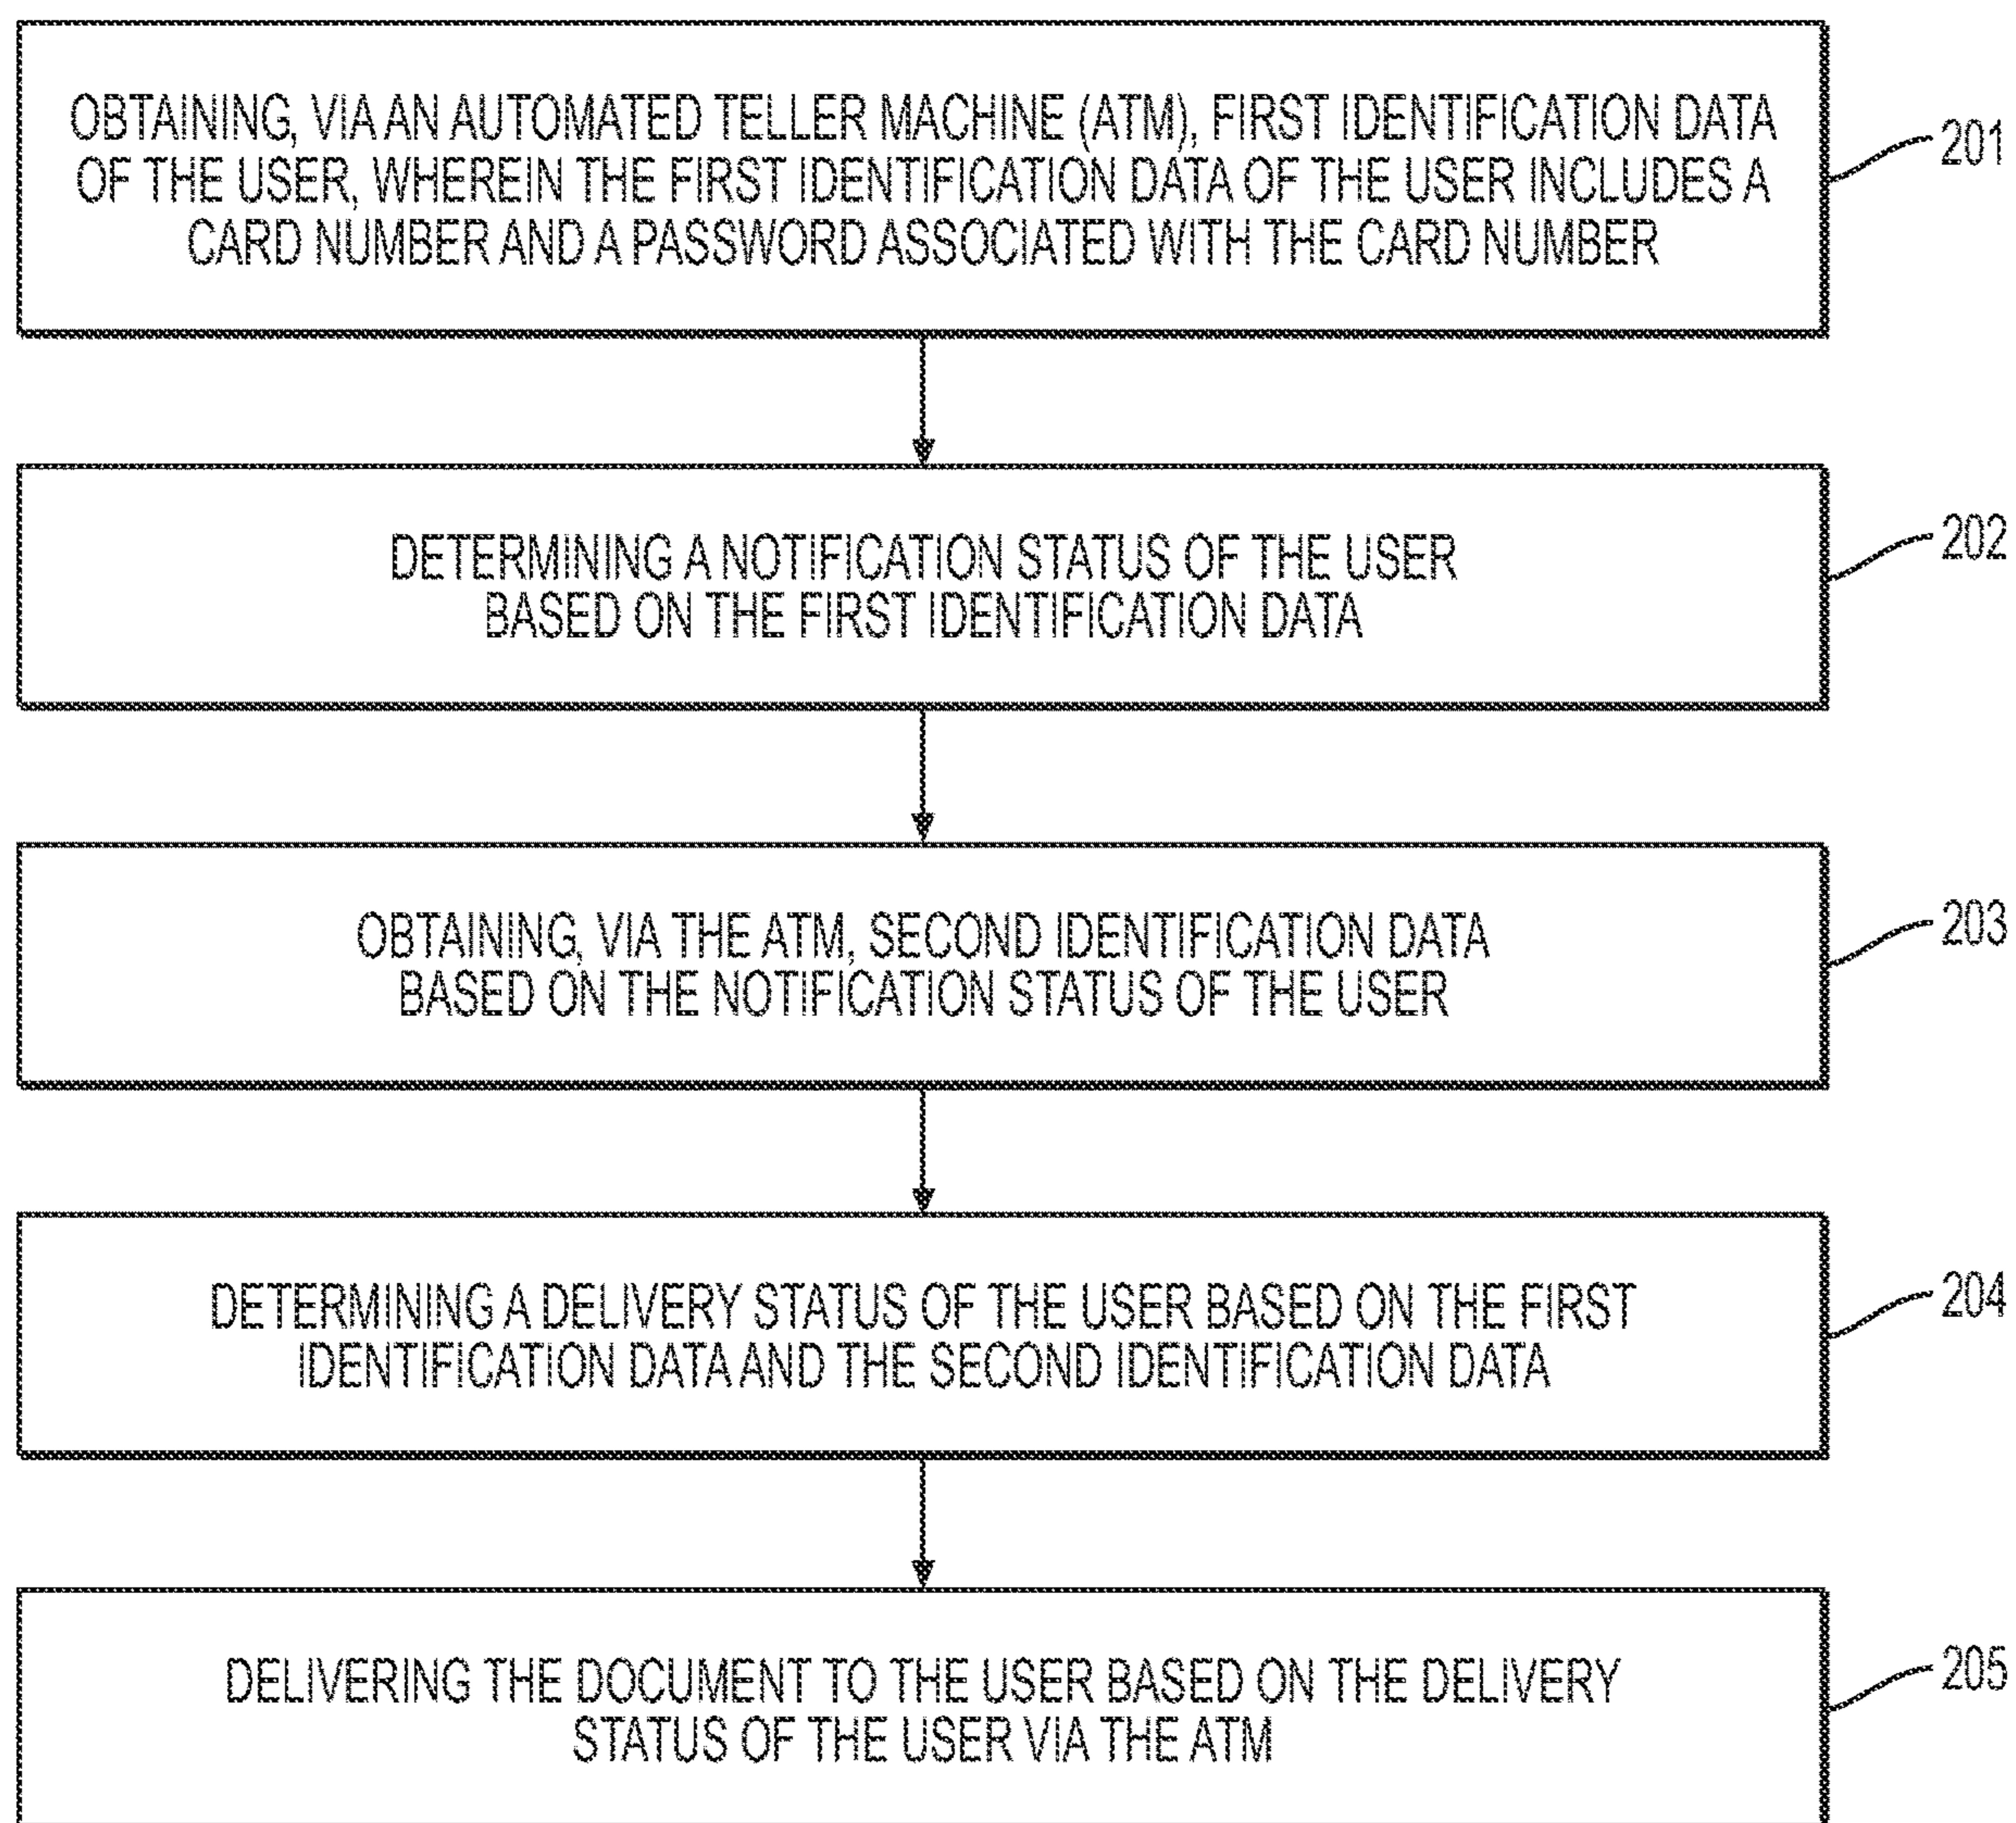 OBTAINING, VIA AN AUTOMATED TELLER MACHINE (ATM), FIRST IDENTIFICATION DATA
OF THE USER, WHEREIN THE FIRST IDENTIFICATION DATA OF THE USER INCLUDES A
CARD NUMBER AND A PASSWORD ASSOCIATED WITH THE CARD NUMBER
201
DETERMINING A NOTIFICATION STATUS OF THE USER
BASED ON THE FIRST IDENTIFICATION DATA
202
OBTAINING, VIA THE ATM, SECOND IDENTIFICATION DATA
BASED ON THE NOTIFICATION STATUS OF THE USER
203
DETERMINING A DELIVERY STATUS OF THE USER BASED ON THE FIRST
IDENTIFICATION DATA AND THE SECOND IDENTIFICATION DATA
204
DELIVERING THE DOCUMENT TO THE USER BASED ON THE DELIVERY
STATUS OF THE USER VIA THE ATM
205